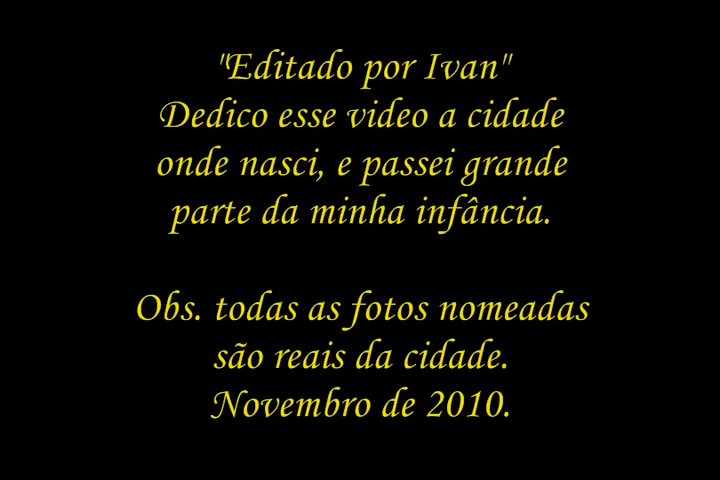 "Editado por Ivan"
Dedico esse video a cidade
onde nasci, e passei grande
parte da minha infância.
Obs. todas as fotos nomeadas
são reais da cidade.
Novembro de 2010.